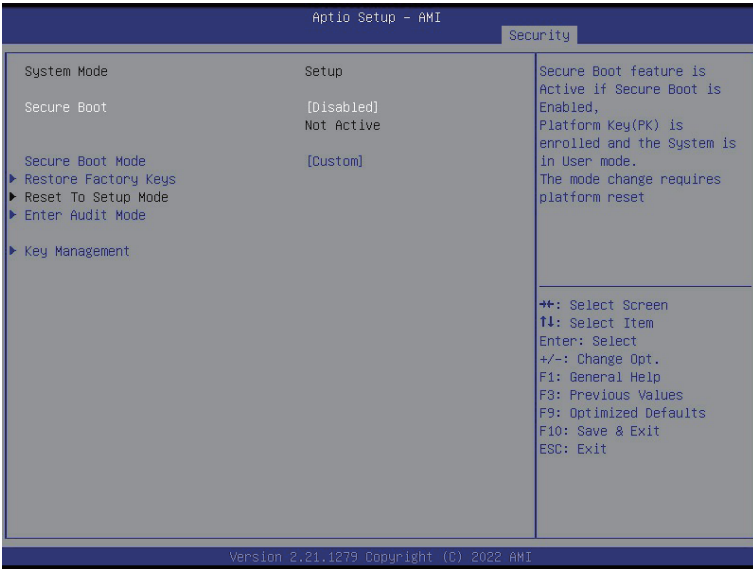 Aptio Setup – AMI
Security
System Mode Setup
Secure Boot [Disabled]
Not Active
Secure Boot Mode [Custom]
Restore Factory Keys
Reset To Setup Mode
Enter Audit Mode
Key Management
Secure Boot feature is
Active if Secure Boot is
Enabled,
Platform Key(PK) is
enrolled and the System is
in User mode.
The mode change requires
platform reset
→←: Select Screen
↑↓: Select Item
Enter: Select
+/-: Change Opt.
F1: General Help
F3: Previous Values
F9: Optimized Defaults
F10: Save & Exit
ESC: Exit
Version 2.21.1279 Copyright (C) 2022 AMI